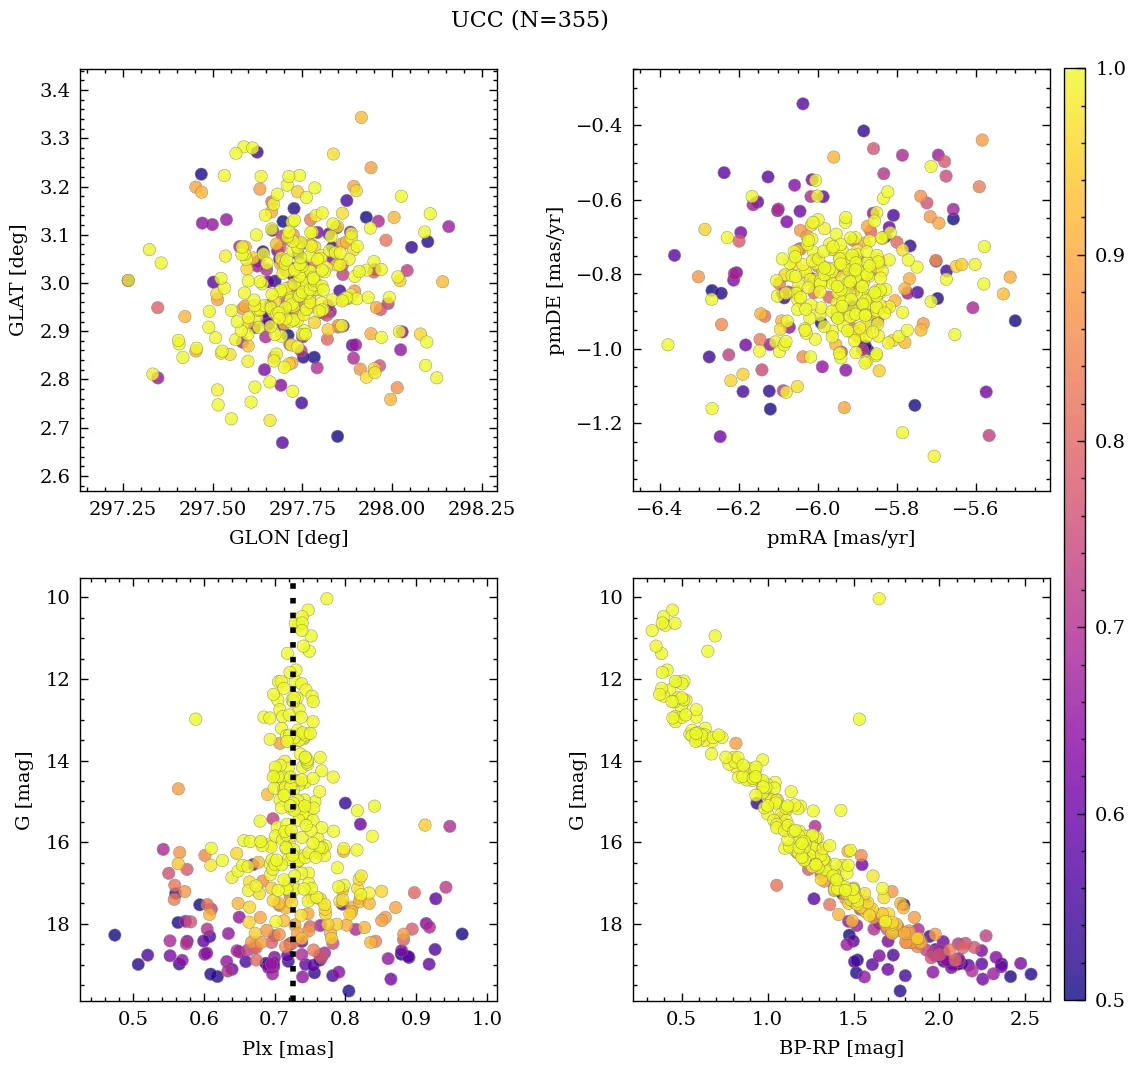 UCC (N=355)
3.4
3.3
3.2
3.1
3.0
2.9
2.8
2.7
2.6
GLAT [deg]
297.25 297.50 297.75 298.00 298.25
GLON [deg]
−0.4
−0.6
−0.8
−1.0
−1.2
pmDE [mas/yr]
−6.4 −6.2 −6.0 −5.8 −5.6
pmRA [mas/yr]
10
12
14
16
18
G [mag]
0.5 0.6 0.7 0.8 0.9 1.0
Plx [mas]
10
12
14
16
18
G [mag]
0.5 1.0 1.5 2.0 2.5
BP-RP [mag]
1.0
0.9
0.8
0.7
0.6
0.5